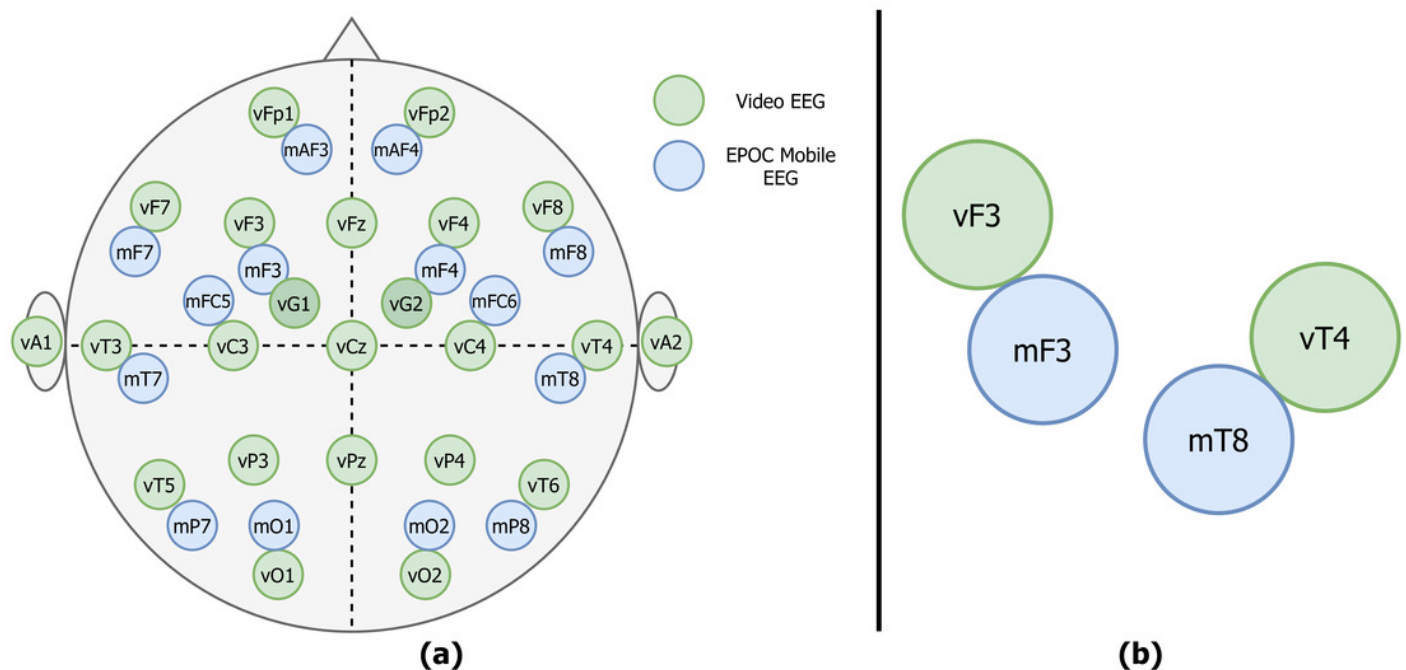 vFp1
vFp2
mAF3
mAF4
vF7
vF3
vFz
vF4
vF8
mF7
mF3
mF4
mF8
mFC5
vG1
vG2
mFC6
vA1
vT3
vC3
vCz
vC4
vT4
vA2
mT7
mT8
vP3
vPz
vP4
vT5
vT6
mP7
mO1
mO2
mP8
vO1
vO2
(a)
Video EEG
EPOC Mobile
EEG
vF3
mF3
vT4
mT8
(b)